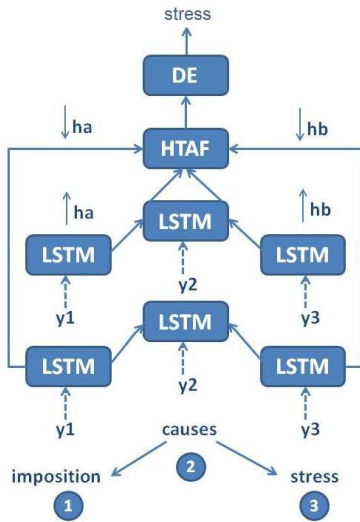 stress
DE
ha
hb
HTAF
ha
LSTM
hb
LSTM
y2
LSTM
y1
y3
LSTM
y2
LSTM
LSTM
y1
causes
y3
imposition
2
stress
1
3